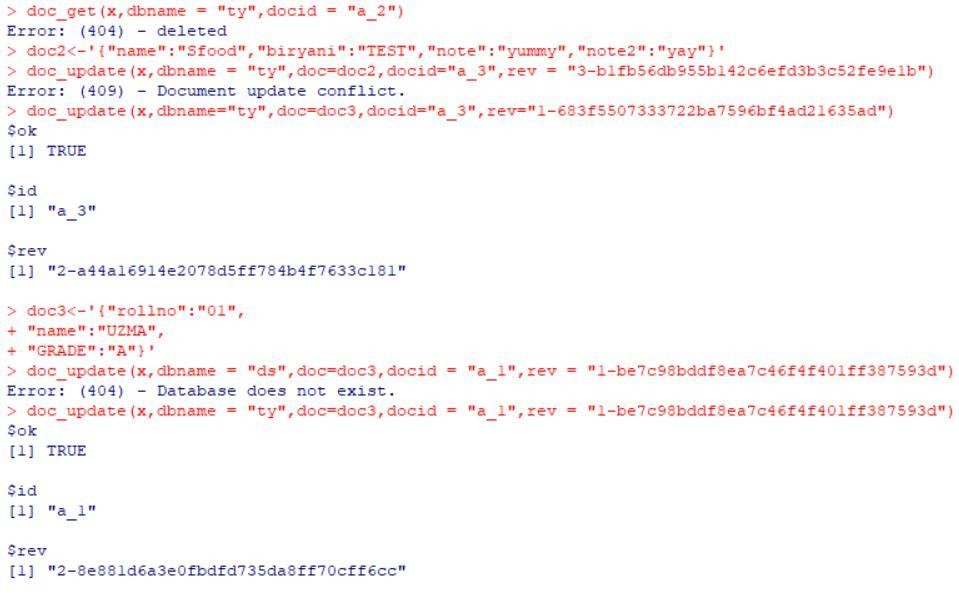 > doc_get(x,dbname = "ty",docid = "a_2")
Error: (404) - deleted
> doc2<-'{"name":"Sfood","biryani":"TEST","note":"yummy","note2":"yay"}'
> doc_update(x,dbname = "ty",doc=doc2,docid="a_3",rev = "3-b1fb56db955b142c6efd3b3c52fe9e1b")
Error: (409) - Document update conflict.
> doc_update(x,dbname="ty",doc=doc3,docid="a_3",rev="1-683f5507333722ba7596bf4ad21635ad")
$ok
[1] TRUE
$id
[1] "a_3"
$rev
[1] "2-a44a16914e2078d5ff784b4f7633c181"
> doc3<-'{"rollno":"01",
+ "name":"UZMA",
+ "GRADE":"A"}'
> doc_update(x,dbname = "ds",doc=doc3,docid = "a_1",rev = "1-be7c98bddf8ea7c46f4f401ff387593d")
Error: (404) - Database does not exist.
> doc_update(x,dbname = "ty",doc=doc3,docid = "a_1",rev = "1-be7c98bddf8ea7c46f4f401ff387593d")
$ok
[1] TRUE
$id
[1] "a_1"
$rev
[1] "2-8e881d6a3e0fbdfd735da8ff70cff6cc"